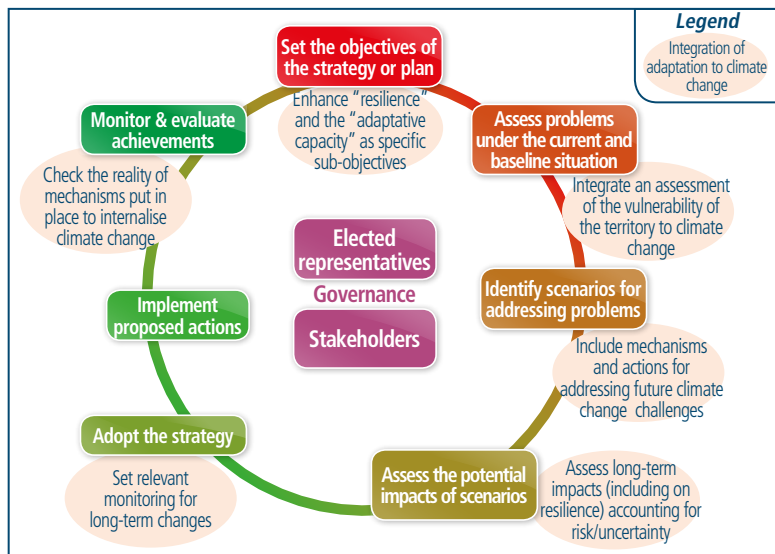 Legend
Integration of
adaptation to climate
change
Set the objectives of
the strategy or plan
Enhance “resilience”
and the “adaptative
capacity” as specific
sub-objectives
Assess problems
under the current and
baseline situation
Integrate an assessment
of the vulnerability of
the territory to climate
change
Identify scenarios for
addressing problems
Include mechanisms
and actions for
addressing future climate
change challenges
Assess the potential
impacts of scenarios
Assess long-term
impacts (including on
resilience) accounting for
risk/uncertainty
Adopt the strategy
Set relevant
monitoring for
long-term changes
Implement
proposed actions
Monitor & evaluate
achievements
Check the reality of
mechanisms put in
place to internalise
climate change
Elected
representatives
Governance
Stakeholders